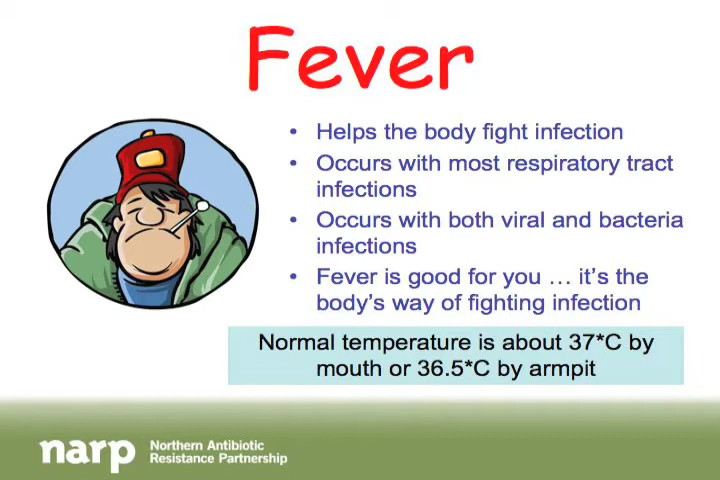 Fever
• Helps the body fight infection
• Occurs with most respiratory tract
infections
• Occurs with both viral and bacteria
infections
• Fever is good for you … it's the
body's way of fighting infection
Normal temperature is about 37*C by
mouth or 36.5*C by armpit
narp
Northern Antibiotic
Resistance Partnership